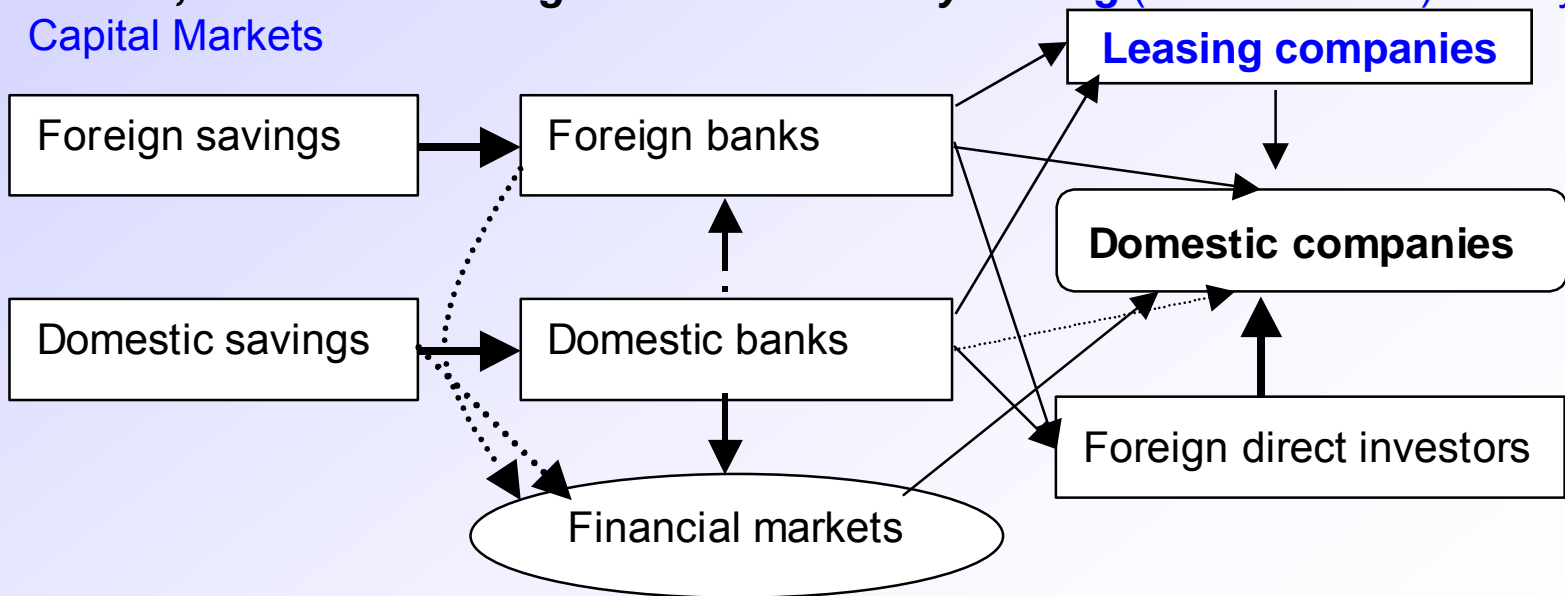 Capital Markets
Leasing companies
Foreign savings
Foreign banks
Domestic companies
Domestic savings
Domestic banks
Foreign direct investors
Financial markets